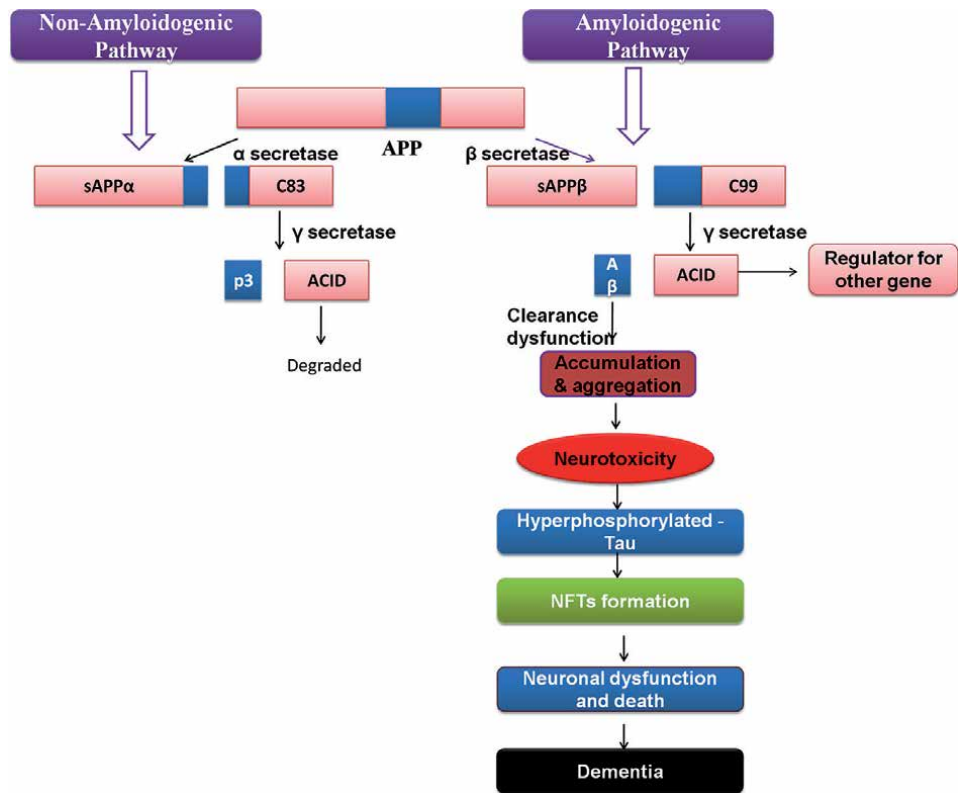 Non-Amyloidogenic
Pathway
Amyloidogenic
Pathway
APP
α secretase
β secretase
sAPPα
C83
sAPPβ
C99
γ secretase
γ secretase
p3
ACID
A
β
ACID
Regulator for
other gene
Degraded
Clearance
dysfunction
Accumulation
& aggregation
Neurotoxicity
Hyperphosphorylated -
Tau
NFTs formation
Neuronal dysfunction
and death
Dementia